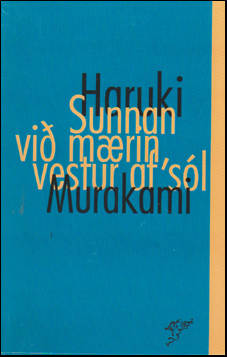 Haruki
Sunnan
við mærin,
vestur af sól
Murakami